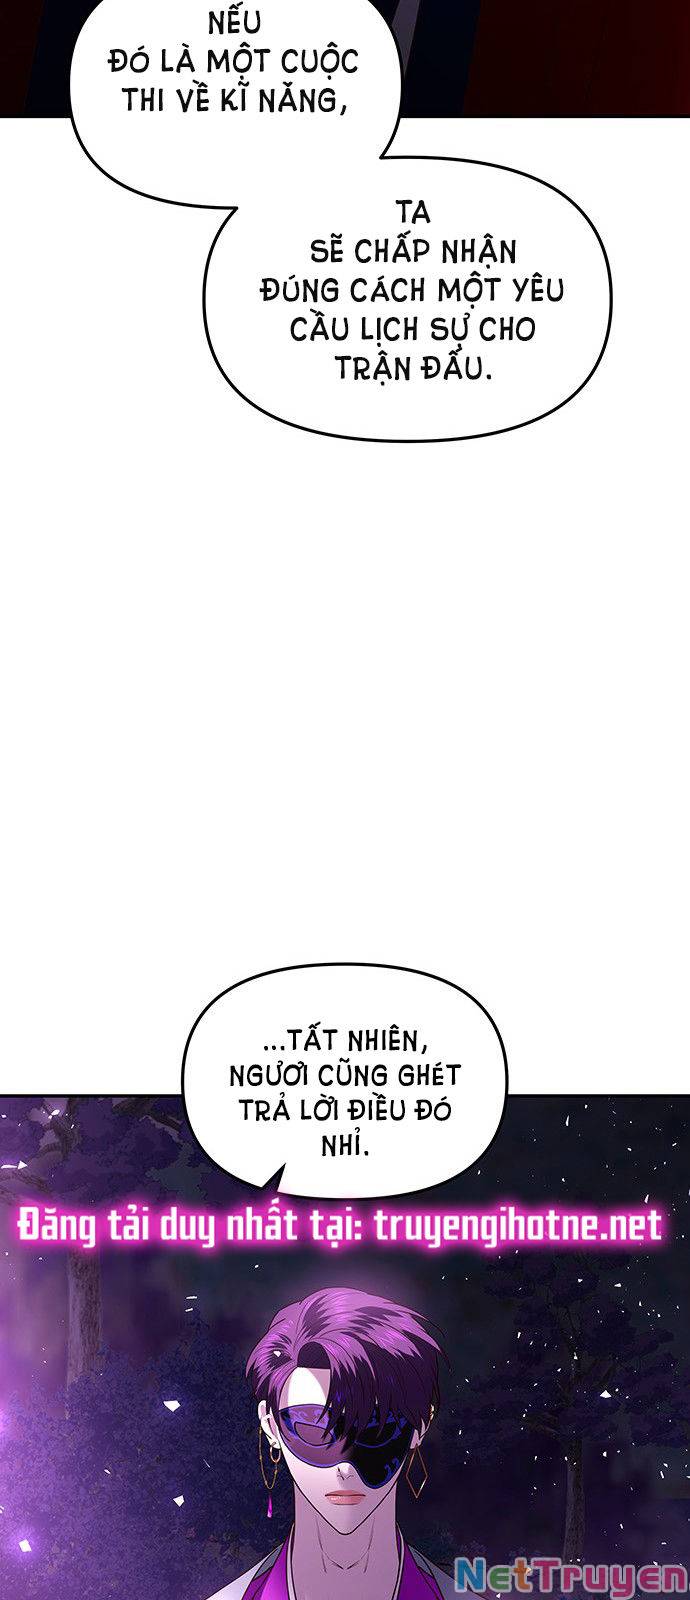 NẾU
ĐÓ LÀ MỘT CUỘC
THI VỀ KĨ NĂNG,
TA
SẼ CHẤP NHẬN
ĐÚNG CÁCH MỘT YÊU
CẦU LỊCH SỰ CHO
TRẬN ĐẤU.
...TẤT NHIÊN,
NGƯƠI CŨNG GHÉT
TRẢ LỜI ĐIỀU ĐÓ
NHỈ.
Đăng tải duy nhất tại: truyengihotne.net
NetTruyen